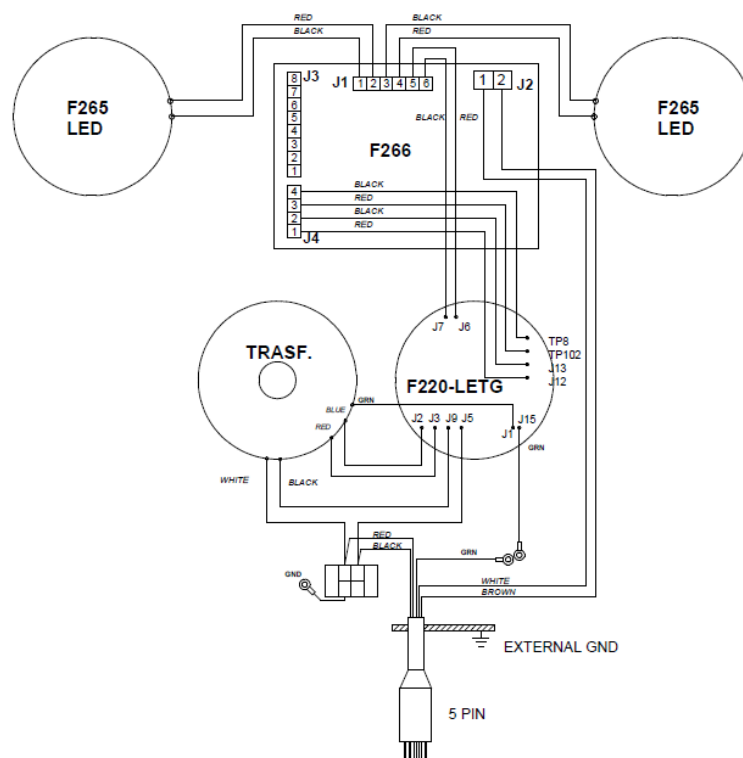 RED
BLACK
BLACK
RED
F265
LED
8
7
6
5
4
3
2
1
J3
J1
1 2 3 4 5 6
1 2
J2
F265
LED
BLACK
RED
F266
4
3
2
1
J4
BLACK
RED
BLACK
RED
TRASF.
J7
J6
TP8
TP102
J13
J12
F220-LETG
BLUE
GRN
RED
J2
J3
J9
J5
J1
J15
GRN
WHITE
BLACK
RED
BLACK
GND
GRN
WHITE
BROWN
EXTERNAL GND
5 PIN